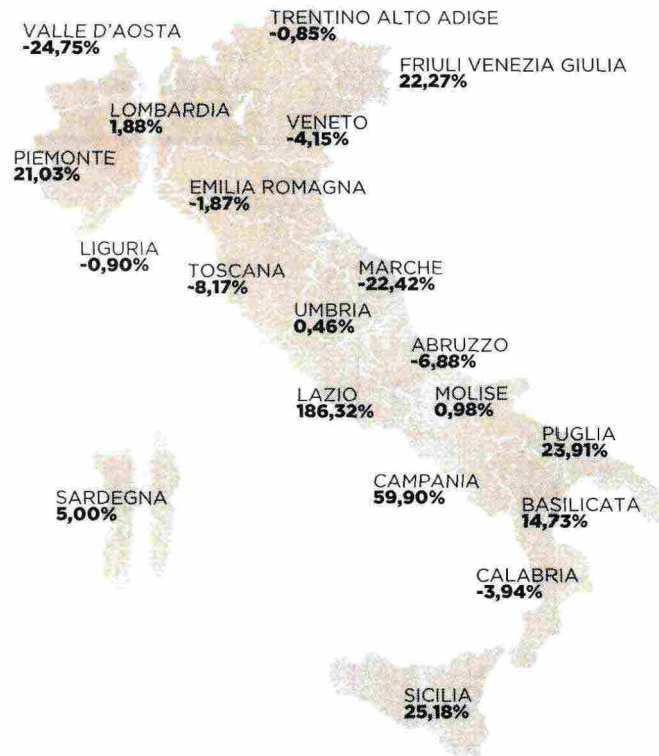 TRENTINO ALTO ADIGE
-0,85%
VALLE D'AOSTA
-24,75%
FRIULI VENEZIA GIULIA
22,27%
LOMBARDIA
1,88%
VENETO
-4,15%
PIEMONTE
21,03%
EMILIA ROMAGNA
-1,87%
LIGURIA
-0,90%
TOSCANA
-8,17%
MARCHE
-22,42%
UMBRIA
0,46%
ABRUZZO
-6,88%
LAZIO
186,32%
MOLISE
0,98%
PUGLIA
23,91%
CAMPANIA
59,90%
SARDEGNA
5,00%
BASILICATA
14,73%
CALABRIA
-3,94%
SICILIA
25,18%